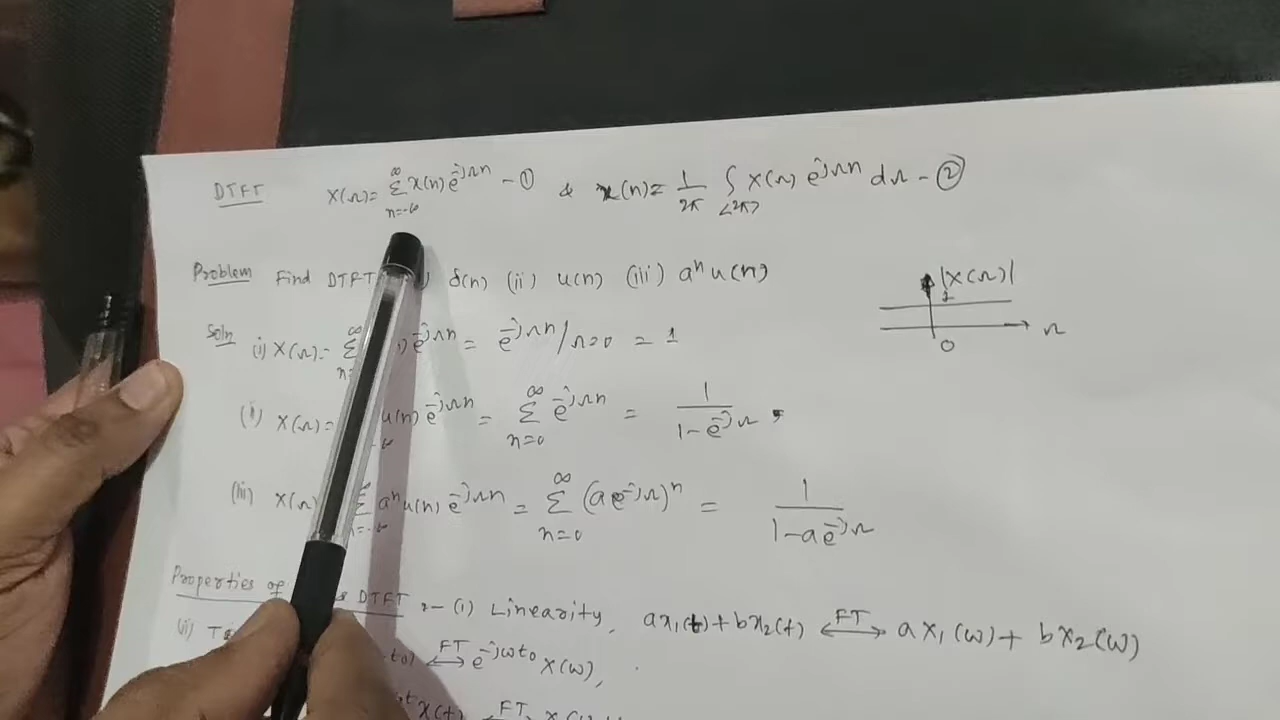 DTFT X(Ω)= ∞ Σ n=-∞ x(n) e^-jΩn - ① & x(n)= 1/2π ∫<2π> X(Ω) e^jΩn dΩ - ②
Problem Find DTFT δ(n) (ii) u(n) (iii) a^n u(n)
|X(Ω)|
1
Ω
0
Soln (i) X(Ω)= ∞ Σ e^-jΩn = e^-jΩn /n=0 = 1
(ii) X(Ω)= u(n) e^-jΩn = ∞ Σ n=0 e^-jΩn = 1/1-e^-jΩ ,
(iii) X(Ω) Σ a^n u(n) e^-jΩn = ∞ Σ n=0 (a e^-jΩ)^n = 1/1-ae^-jΩ
Properties of DTFT :- (i) Linearity, ax1(t)+bx2(t) FT⟷ ax1(ω)+ bx2(ω)
(ii)
t0) FT⟷ e^-jωt0 X(ω),
x(t) FT